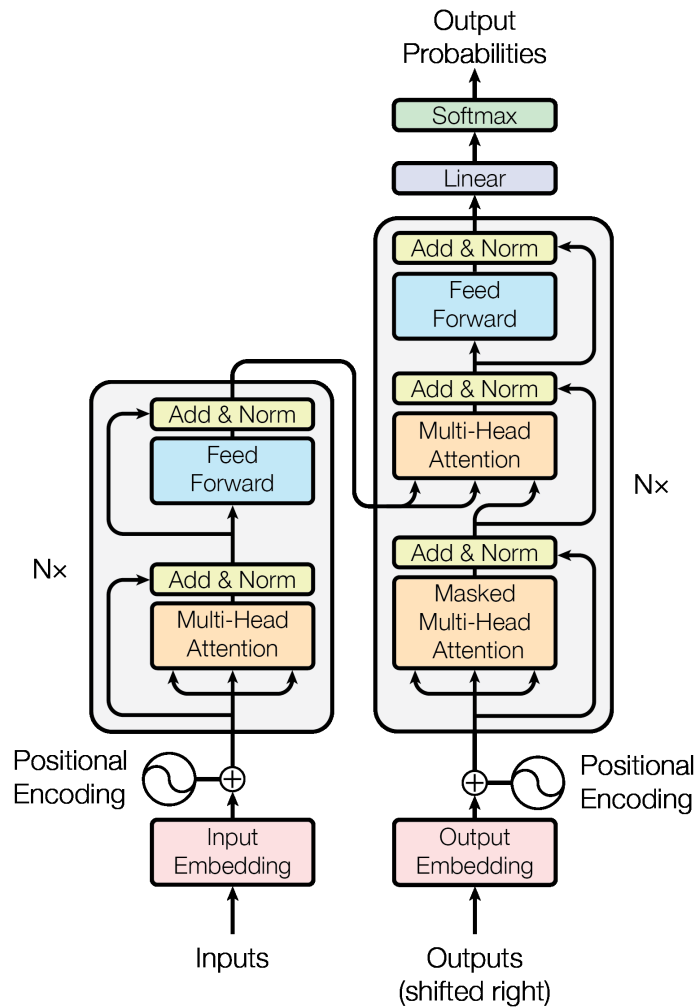 Output
Probabilities
Softmax
Linear
Add & Norm
Feed
Forward
Add & Norm
Multi-Head
Attention
Add & Norm
Masked
Multi-Head
Attention
N×
Add & Norm
Feed
Forward
Add & Norm
Multi-Head
Attention
N×
Positional
Encoding
Input
Embedding
Inputs
Positional
Encoding
Output
Embedding
Outputs
(shifted right)